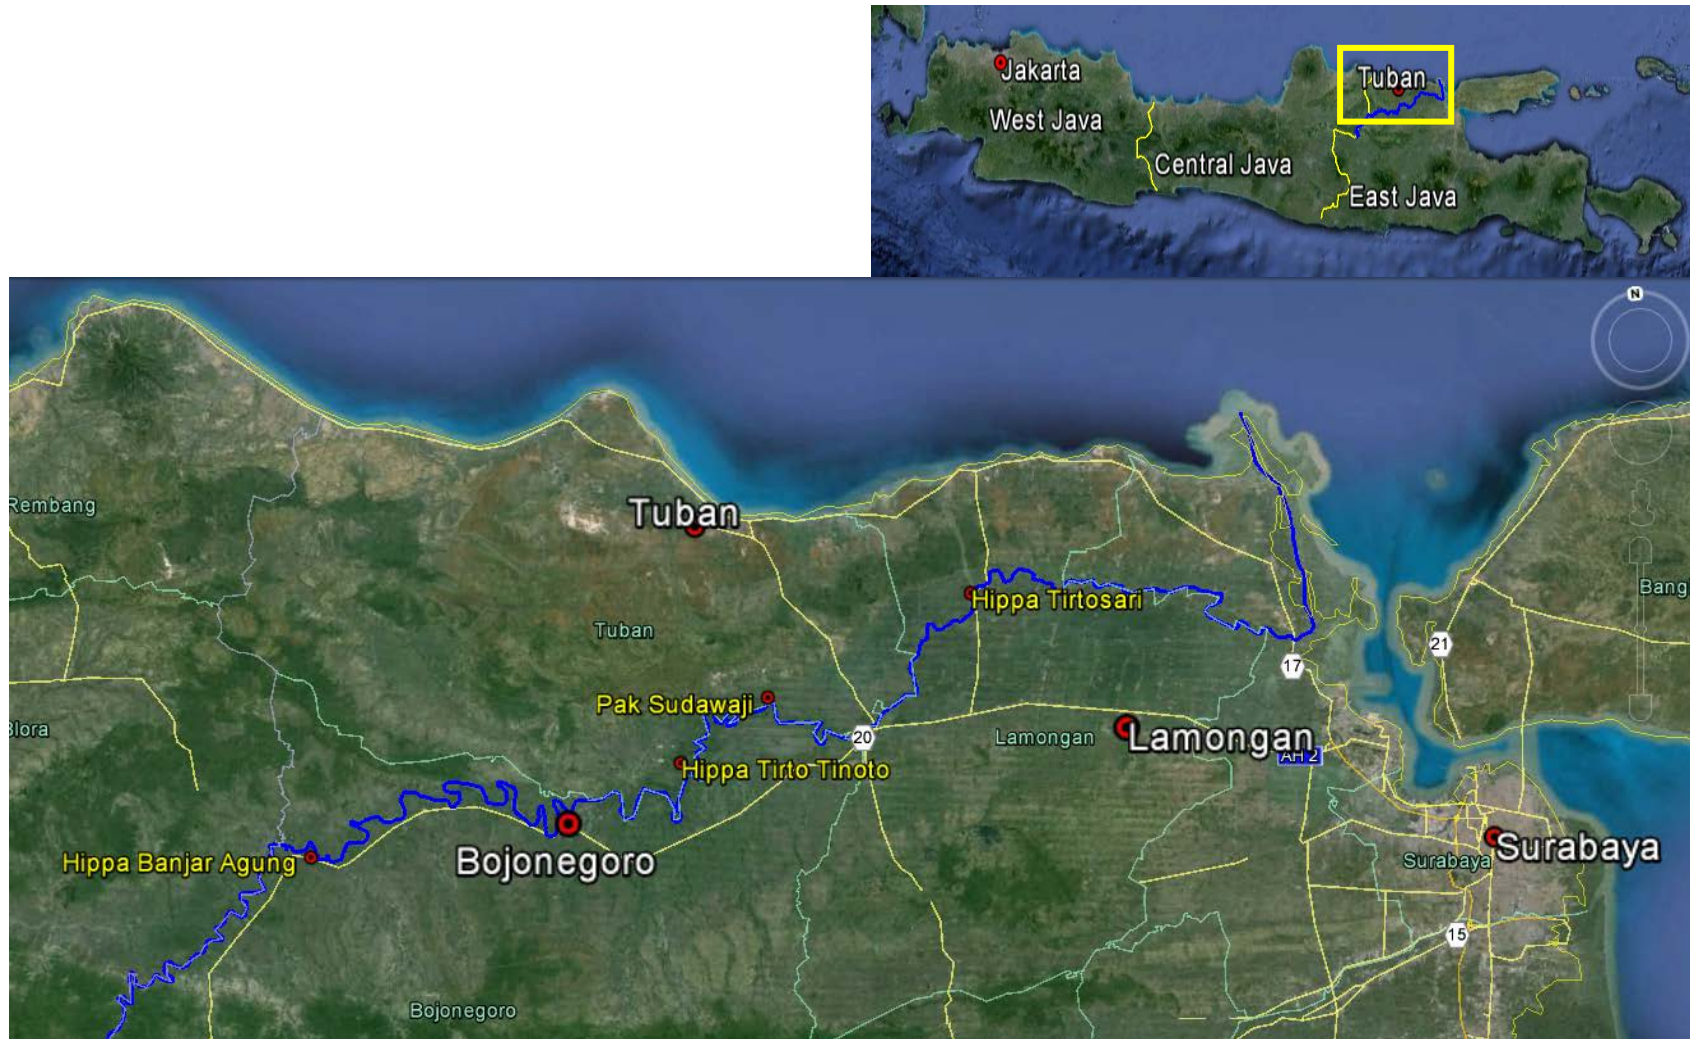 Jakarta
West Java
Central Java
East Java
Tuban
N
Rembang
Tuban
Hippa Tirtosari
Bang
Tuban
21
17
Pak Sudawaji
Blora
20
Lamongan
Lamongan
AH 2
Hippa Tirto Tinoto
Hippa Banjar Agung
Bojonegoro
Surabaya
Surabaya
15
Bojonegoro